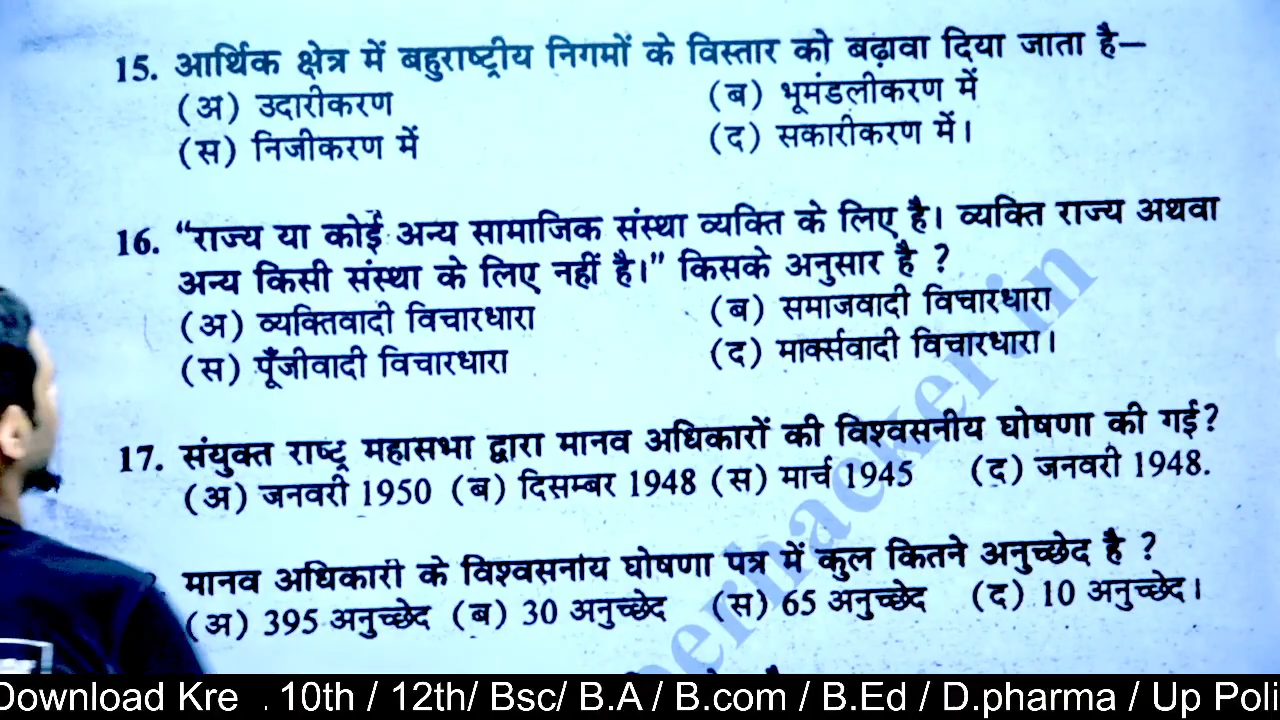 15. आर्थिक क्षेत्र में बहुराष्ट्रीय निगमों के विस्तार को बढ़ावा दिया जाता है—
(अ) उदारीकरण (ब) भूमंडलीकरण में
(स) निजीकरण में (द) सकारीकरण में।
16. “राज्य या कोई अन्य सामाजिक संस्था व्यक्ति के लिए है। व्यक्ति राज्य अथवा
अन्य किसी संस्था के लिए नहीं है।” किसके अनुसार है ?
(अ) व्यक्तिवादी विचारधारा (ब) समाजवादी विचारधारा
(स) पूँजीवादी विचारधारा (द) मार्क्सवादी विचारधारा।
17. संयुक्त राष्ट्र महासभा द्वारा मानव अधिकारों की विश्वसनीय घोषणा की गई?
(अ) जनवरी 1950 (ब) दिसम्बर 1948 (स) मार्च 1945 (द) जनवरी 1948.
मानव अधिकारी के विश्वसनीय घोषणा पत्र में कुल कितने अनुच्छेद है ?
(अ) 395 अनुच्छेद (ब) 30 अनुच्छेद (स) 65 अनुच्छेद (द) 10 अनुच्छेद।
Download Kre . 10th / 12th/ Bsc/ B.A / B.com / B.Ed / D.pharma / Up Poli